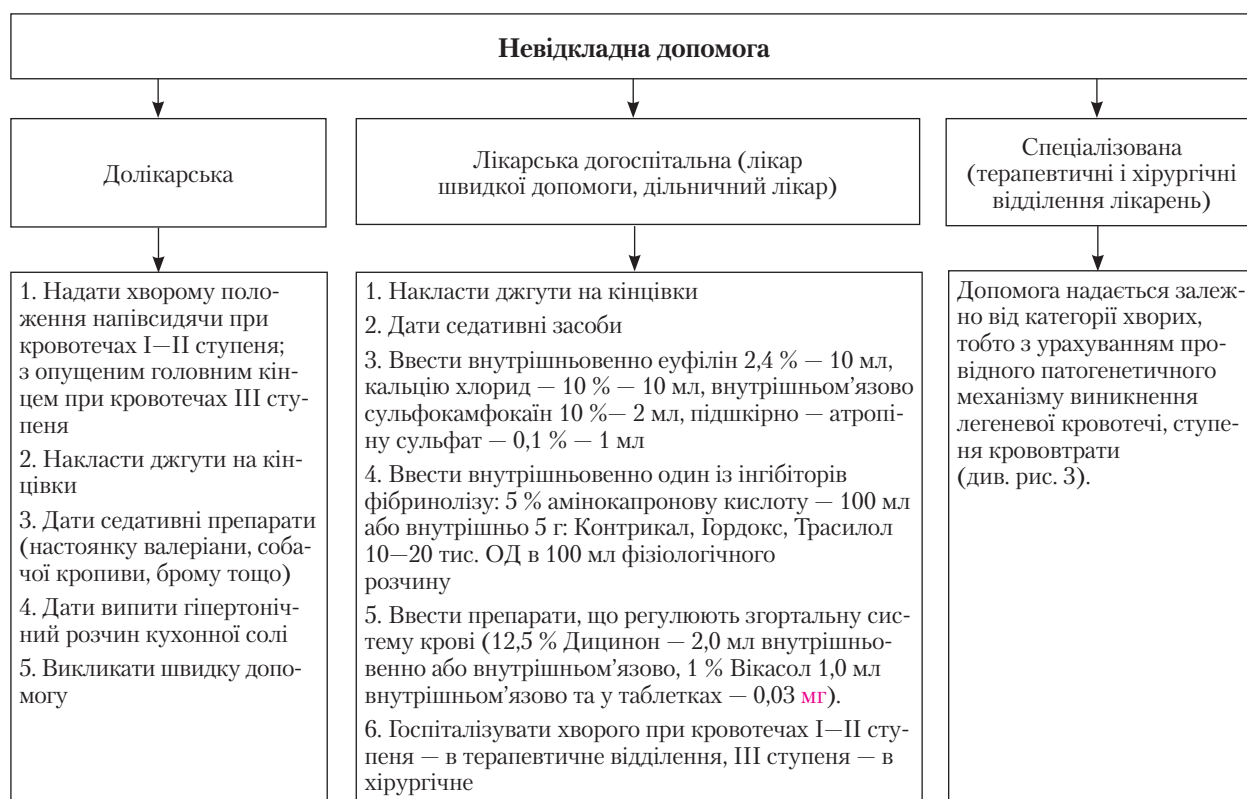 Невідкладна допомога
Долікарська
Лікарська догоспітальна (лікар
швидкої допомоги, дільничний лікар)
Спеціалізована
(терапевтичні і хірургічні
відділення лікарень)
1. Надати хворому поло-
ження напівсидячи при
кровотечах I—II ступеня;
з опущеним головним кін-
цем при кровотечах III сту-
пеня
2. Накласти джгути на кін-
цівки
3. Дати седативні препарати
(настоянку валеріани, соба-
чої кропиви, брому тощо)
4. Дати випити гіпертоніч-
ний розчин кухонної солі
5. Викликати швидку допо-
могу
1. Накласти джгути на кінцівки
2. Дати седативні засоби
3. Ввести внутрішньовенно еуфілін 2,4 % — 10 мл,
кальцію хлорид — 10 % — 10 мл, внутрішньом'язово
сульфокамфокаїн 10 %— 2 мл, підшкірно — атропі-
ну сульфат — 0,1 % — 1 мл
4. Ввести внутрішньовенно один із інгібіторів
фібринолізу: 5 % амінокапронову кислоту — 100 мл
або внутрішньо 5 г: Контрикал, Гордокс, Трасилол
10—20 тис. ОД в 100 мл фізіологічного
розчину
5. Ввести препарати, що регулюють згортальну сис-
тему крові (12,5 % Дицинон — 2,0 мл внутрішньо-
венно або внутрішньом'язово, 1 % Вікасол 1,0 мл
внутрішньом'язово та у таблетках — 0,03 мг).
6. Госпіталізувати хворого при кровотечах I—II сту-
пеня — в терапевтичне відділення, III ступеня — в
хірургічне
Допомога надається залеж-
но від категорії хворих,
тобто з урахуванням про-
відного патогенетичного
механізму виникнення
легеневої кровотечі, ступе-
ня крововтрати
(див. рис. 3).